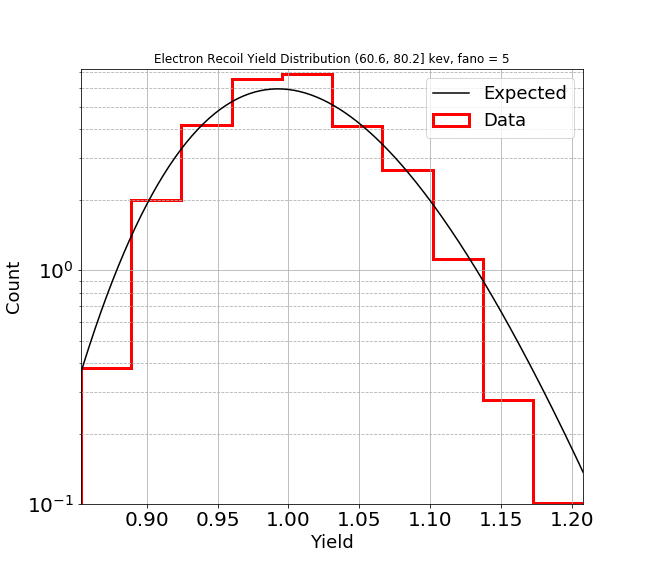 Electron Recoil Yield Distribution (60.6, 80.2] kev, fano = 5
Expected
Data
Count
10⁰
10⁻¹
0.90 0.95 1.00 1.05 1.10 1.15 1.20
Yield